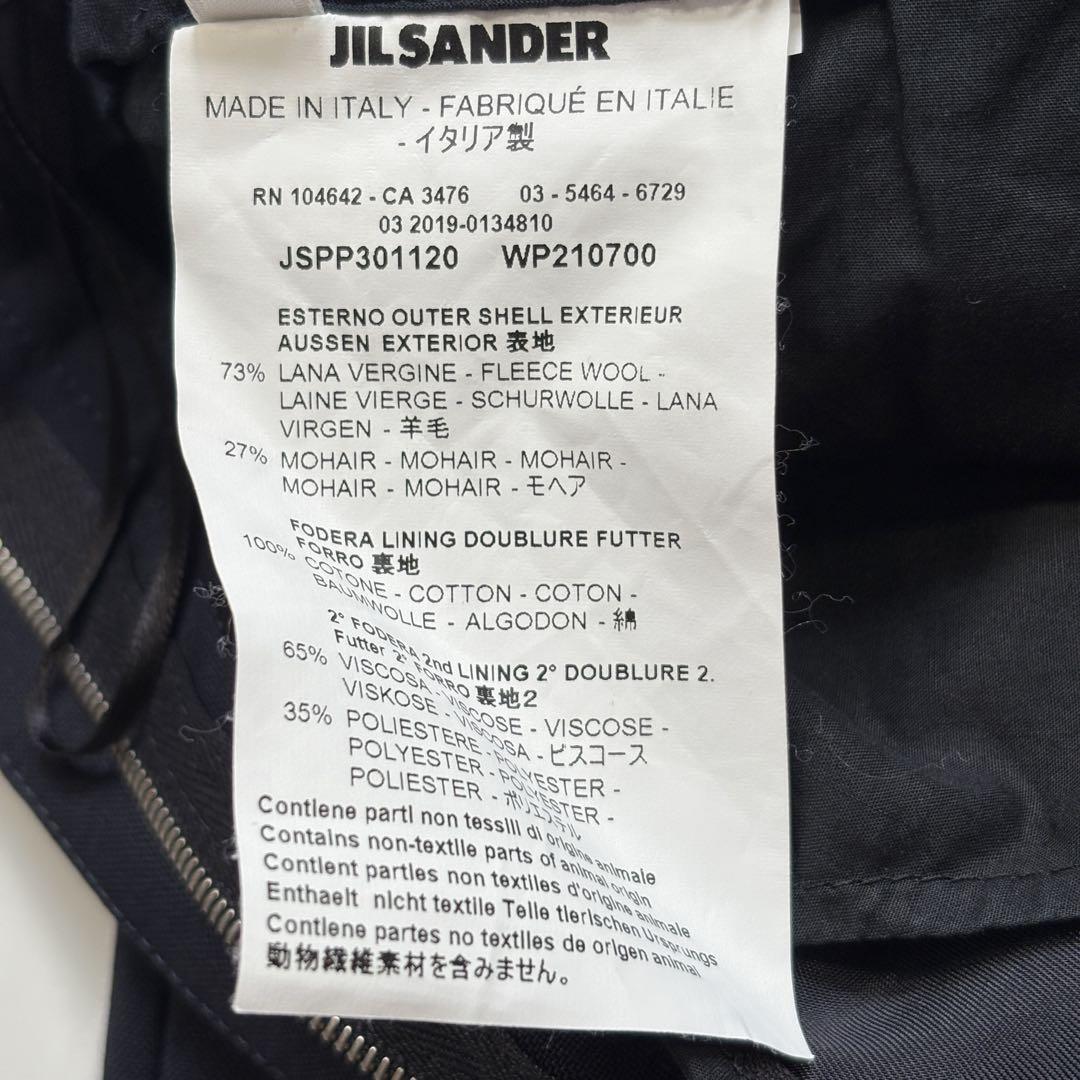 JIL SANDER
MADE IN ITALY - FABRIQUÉ EN ITALIE
- イタリア製
RN 104642 - CA 3476 03 - 5464 - 6729
03 2019-0134810
JSPP301120 WP210700
ESTERNO OUTER SHELL EXTERIEUR
AUSSEN EXTERIOR 表地
73% LANA VERGINE - FLEECE WOOL -
LAINE VIERGE - SCHURWOLLE - LANA
VIRGEN - 羊毛
27% MOHAIR - MOHAIR - MOHAIR -
MOHAIR - MOHAIR - モヘア
FODERA LINING DOUBLURE FUTTER
FORRO 裏地
100% COTONE - COTTON - COTON -
BAUMWOLLE - ALGODON - 綿
2° FODERA 2nd LINING 2° DOUBLURE 2.
Futter 2° FORRO 裏地2
65% VISCOSA - VISCOSE - VISCOSE -
VISKOSE - VISCOSA - ビスコース
35% POLIESTERE - POLYESTER -
POLYESTER - POLYESTER -
POLIESTER - ポリエステル
Contiene parti non tessili di origine animale
Contains non-textile parts of animal origin
Contient parties non textiles d'origine animale
Enthaelt nicht textile Teile tierischen Ursprungs
Contiene partes no textiles de origen animal
動物繊維素材を含みません。